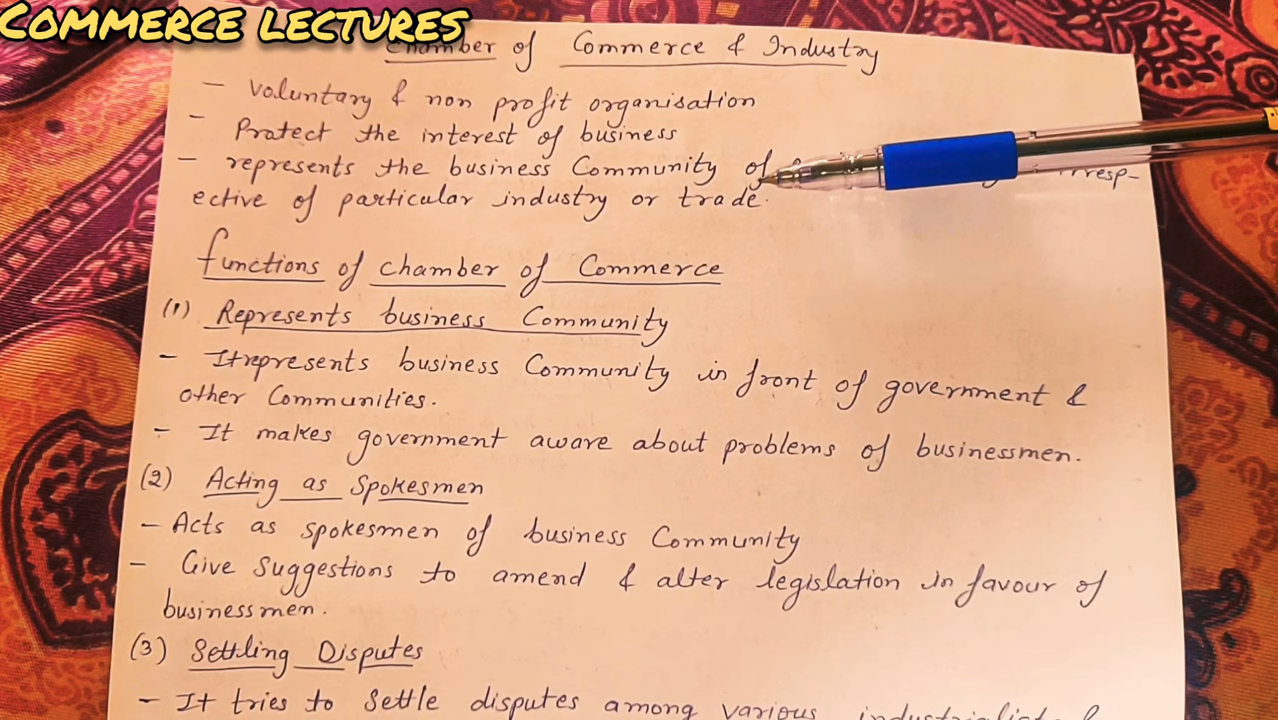 COMMERCE LECTURES
Chamber of Commerce & Industry
- Voluntary & non profit organisation
- Protect the interest of business
- represents the business Community of irresp-
ective of particular industry or trade.
functions of chamber of Commerce
(1) Represents business Community
- It represents business Community in front of government &
other Communities.
- It makes government aware about problems of businessmen.
(2) Acting as Spokesmen
- Acts as spokesmen of business Community
- Give Suggestions to amend & alter legislation in favour of
businessmen.
(3) Settling Disputes
- It tries to Settle disputes among various industrialists &